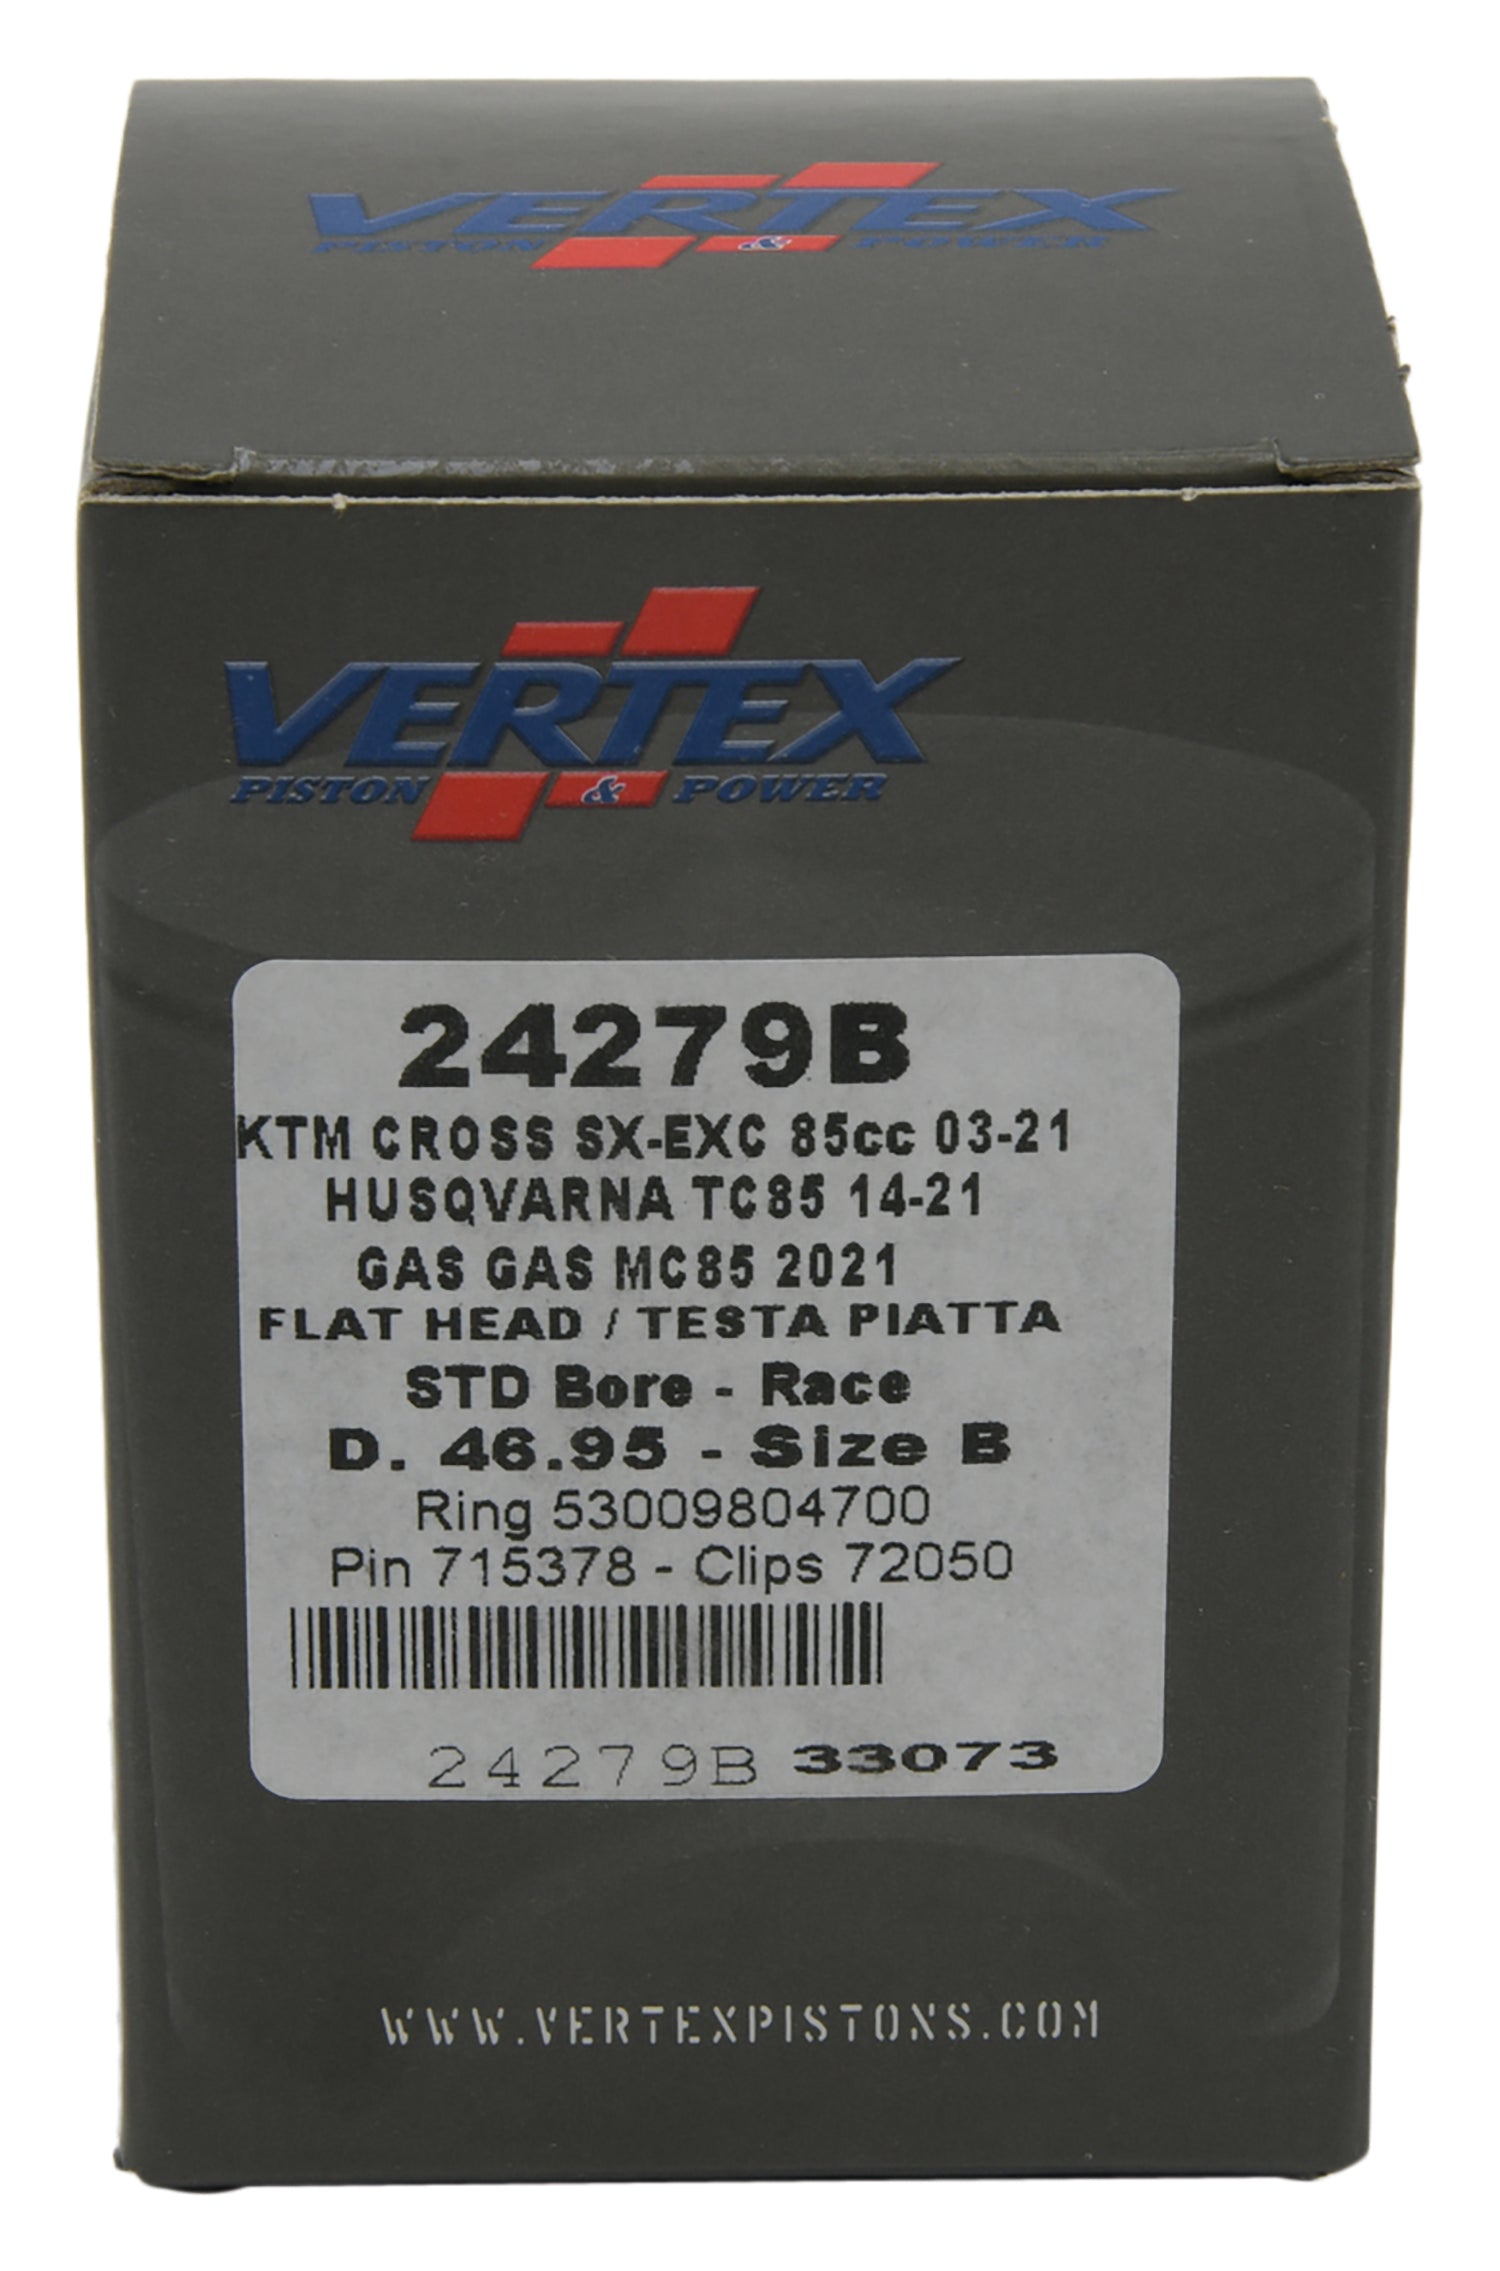 VERTEX
PISTON & POWER
VERTEX
PISTON & POWER
24279B
KTM CROSS SX-EXC 85cc 03-21
HUSQVARNA TC85 14-21
GAS GAS MC85 2021
FLAT HEAD / TESTA PIATTA
STD Bore - Race
D. 46.95 - Size B
Ring 53009804700
Pin 715378 - Clips 72050
24279B 33073
WWW.VERTEXPISTONS.COM